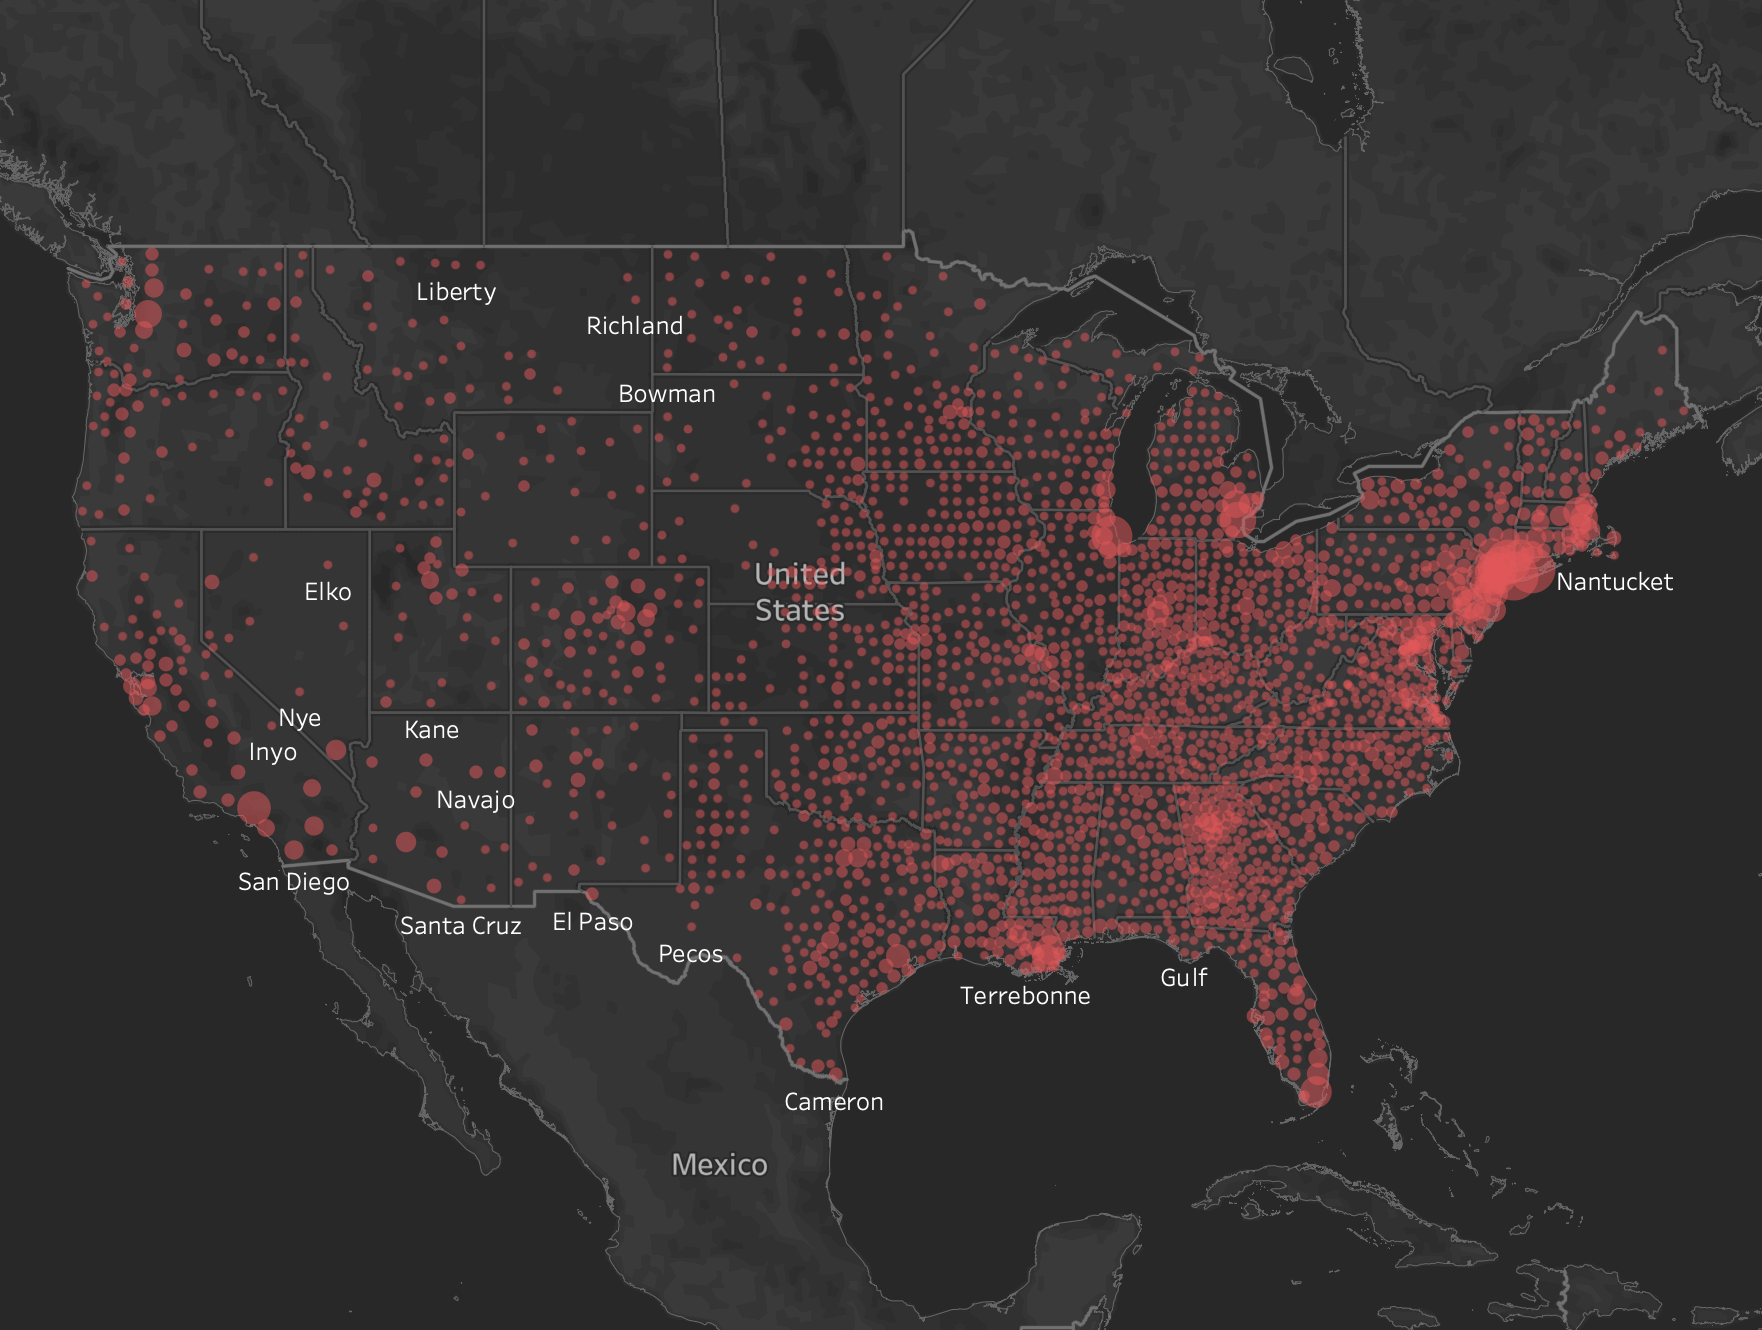 Liberty
Richland
Bowman
United
States
Elko
Nantucket
Nye
Kane
Inyo
Navajo
San Diego
Santa Cruz
El Paso
Pecos
Gulf
Terrebonne
Cameron
Mexico